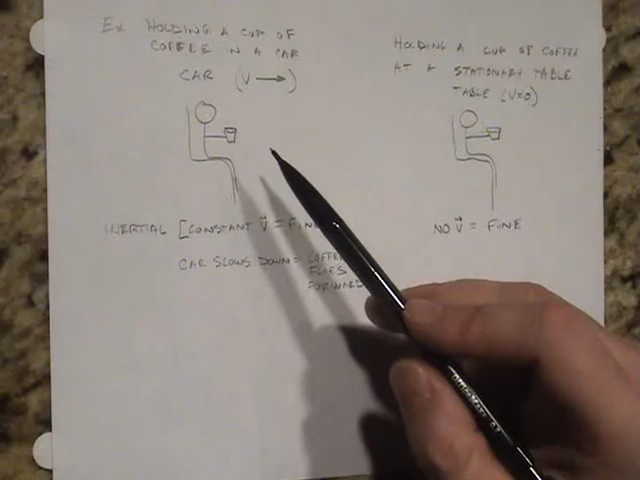 Ex HOLDING A CUP OF
COFFEE IN A CAR
CAR (V ⟶)
HOLDING A CUP OF COFFEE
AT A STATIONARY TABLE
TABLE (V=0)
INERTIAL [CONSTANT V⃗ = FINE
CAR SLOWS DOWN = COFFEE
FLIES
FORWARD
NO V⃗ = FINE